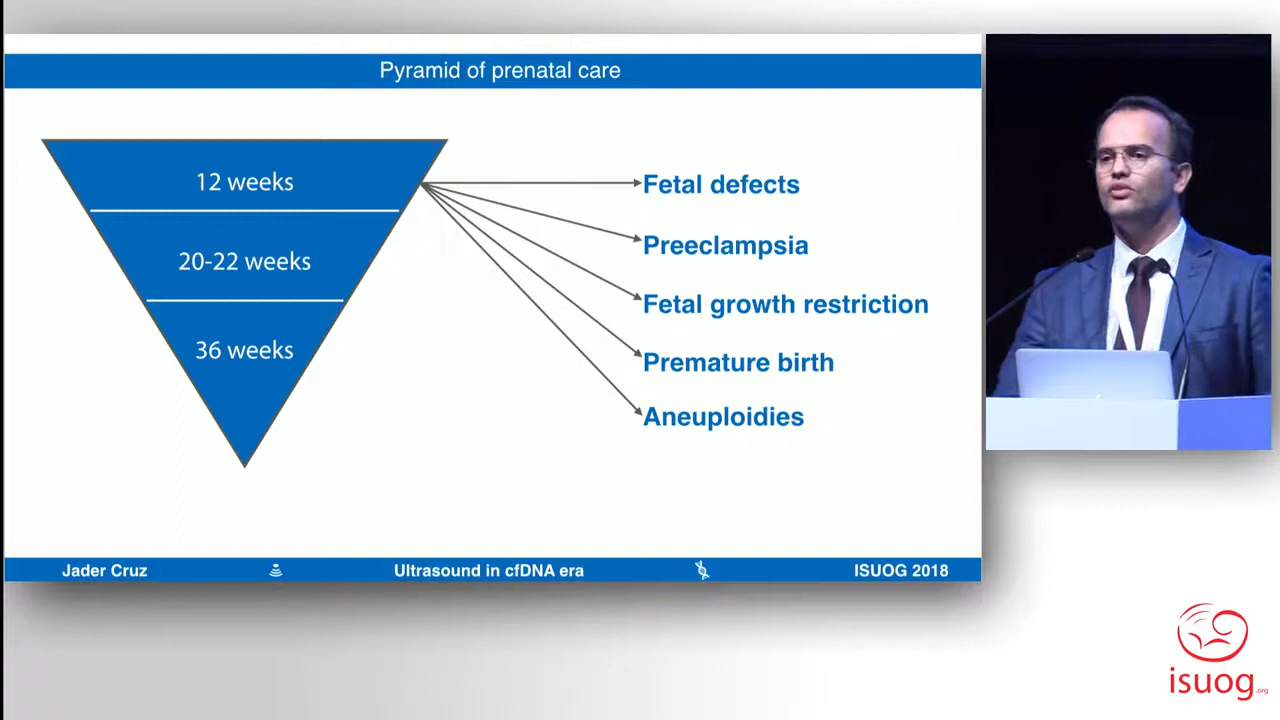 Pyramid of prenatal care
12 weeks
20-22 weeks
36 weeks
Fetal defects
Preeclampsia
Fetal growth restriction
Premature birth
Aneuploidies
Jader Cruz
Ultrasound in cfDNA era
ISUOG 2018
isuog.org